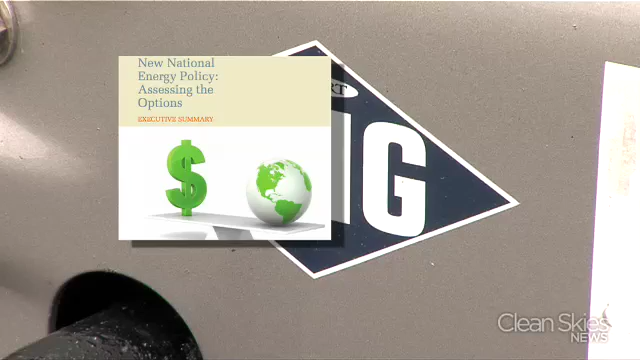 New National
Energy Policy:
Assessing the
Options
EXECUTIVE SUMMARY
$
G
Clean Skies
NEWS